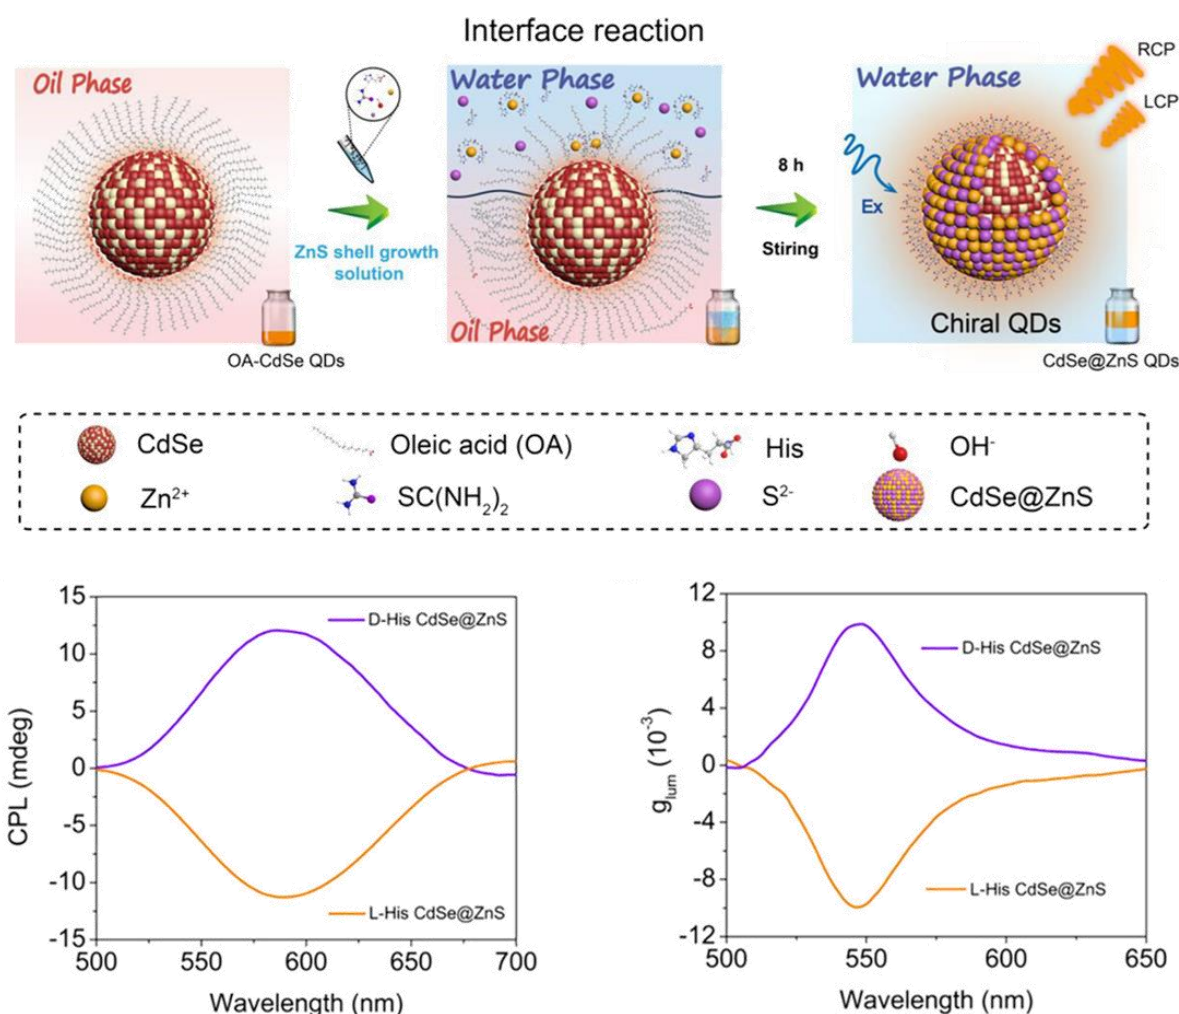 Interface reaction
Oil Phase
OA-CdSe QDs
ZnS shell growth
solution
Water Phase
Oil Phase
8 h
Stiring
Water Phase
RCP
LCP
Ex
Chiral QDs
CdSe@ZnS QDs
CdSe
Oleic acid (OA)
His
OH⁻
Zn²⁺
SC(NH₂)₂
S²⁻
CdSe@ZnS
CPL (mdeg)
15
10
5
0
-5
-10
-15
D-His CdSe@ZnS
L-His CdSe@ZnS
500 550 600 650 700
Wavelength (nm)
g_lum (10⁻³)
12
8
4
0
-4
-8
-12
D-His CdSe@ZnS
L-His CdSe@ZnS
500 550 600 650
Wavelength (nm)